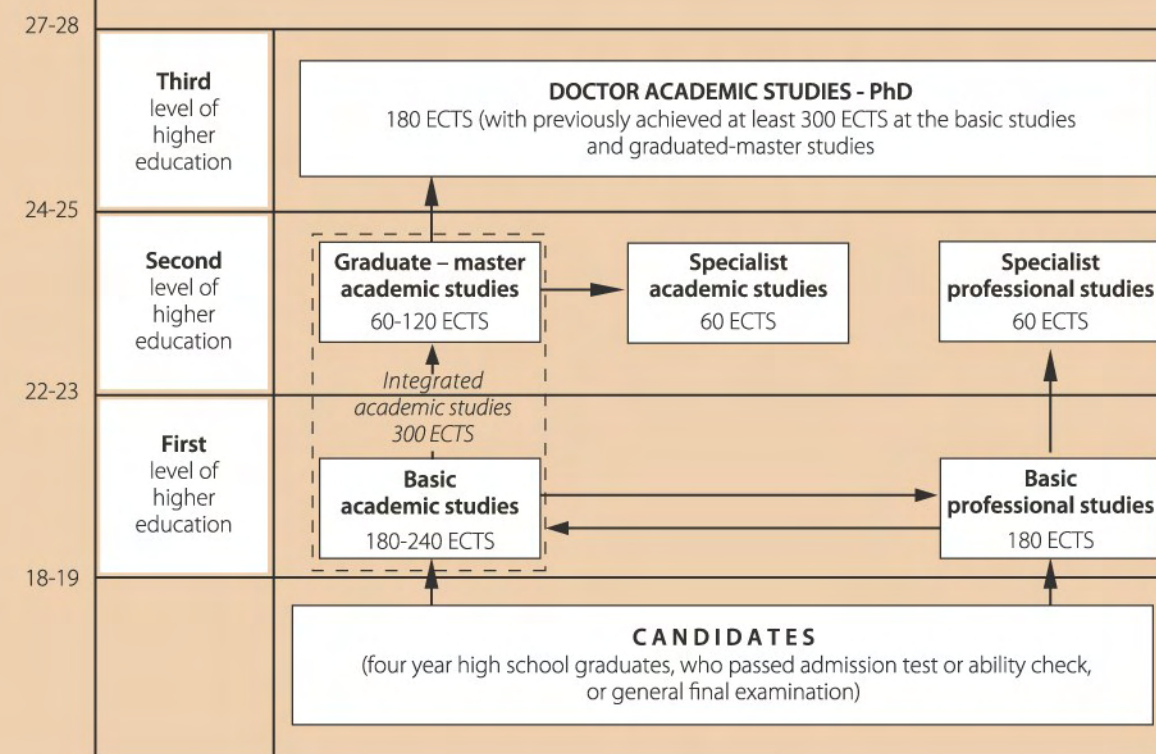 27-28
Third
level of
higher
education
DOCTOR ACADEMIC STUDIES - PhD
180 ECTS (with previously achieved at least 300 ECTS at the basic studies
and graduated-master studies
24-25
Second
level of
higher
education
Graduate – master
academic studies
60-120 ECTS
Specialist
academic studies
60 ECTS
Specialist
professional studies
60 ECTS
22-23
Integrated
academic studies
300 ECTS
First
level of
higher
education
Basic
academic studies
180-240 ECTS
Basic
professional studies
180 ECTS
18-19
CANDIDATES
(four year high school graduates, who passed admission test or ability check,
or general final examination)